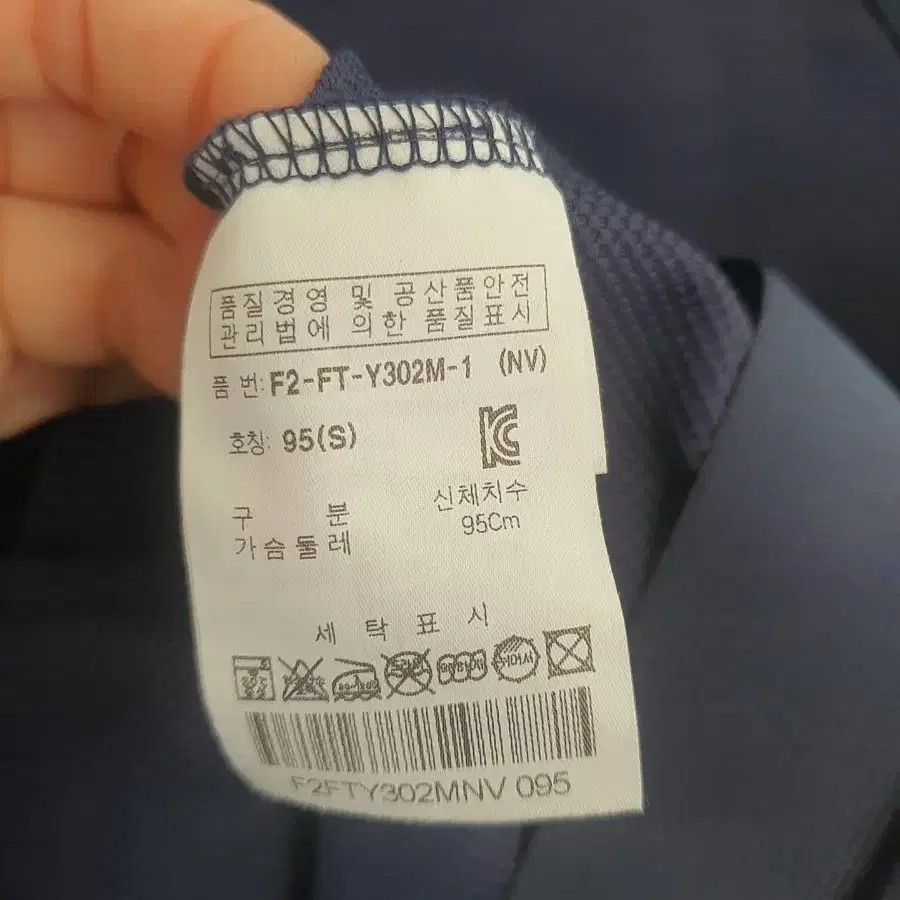 품질경영 및 공산품안전
관리법에 의한 품질표시
품 번: F2-FT-Y302M-1 (NV)
호칭: 95(S)
구 분 신체치수
가슴둘레 95Cm
세 탁 표 시
F2FTY302MNV 095